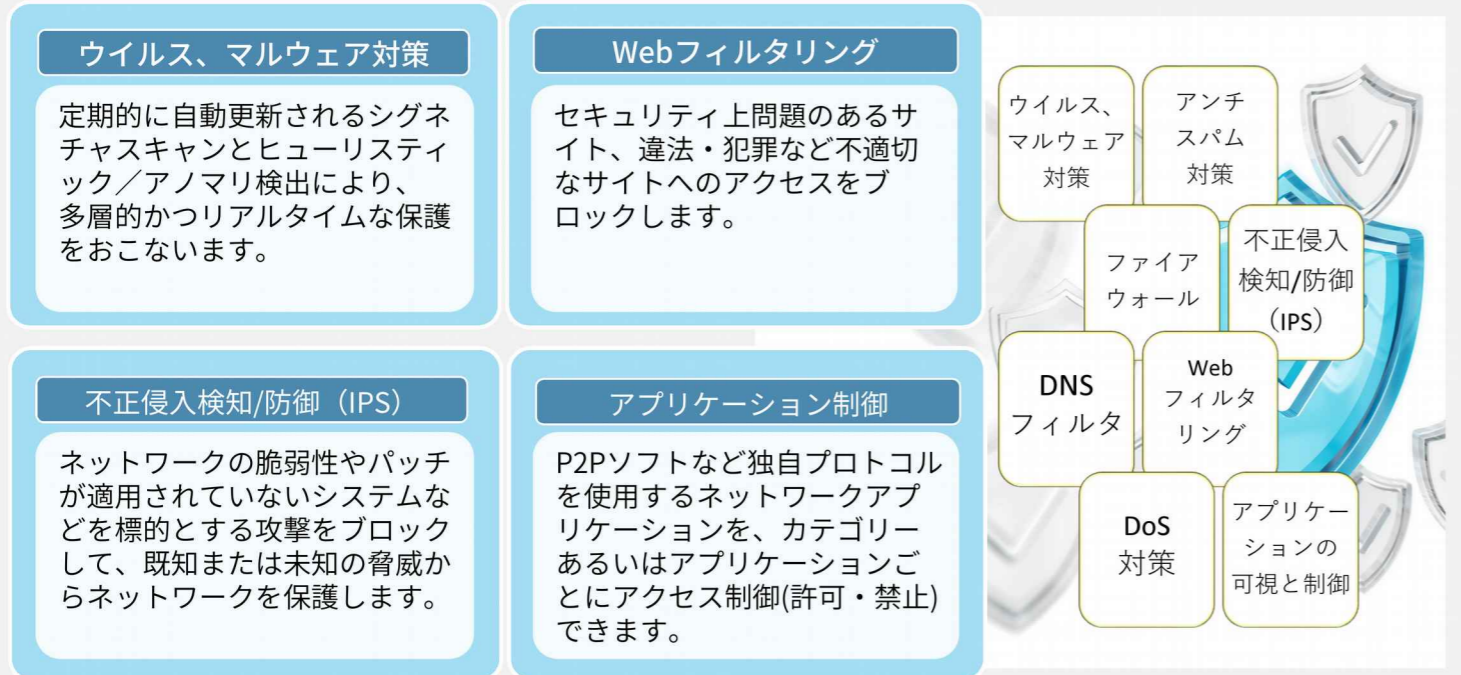 ウイルス、マルウェア対策
定期的に自動更新されるシグネ
チャスキャンとヒューリスティ
ック／アノマリ検出により、
多層的かつリアルタイムな保護
をおこないます。
Webフィルタリング
セキュリティ上問題のあるサ
イト、違法・犯罪など不適切
なサイトへのアクセスをブ
ロックします。
不正侵入検知/防御（IPS）
ネットワークの脆弱性やパッチ
が適用されていないシステムな
どを標的とする攻撃をブロック
して、既知または未知の脅威か
らネットワークを保護します。
アプリケーション制御
P2Pソフトなど独自プロトコル
を使用するネットワークアプ
リケーションを、カテゴリー
あるいはアプリケーションご
とにアクセス制御(許可・禁止)
できます。
ウイルス、
マルウェア
対策
アンチ
スパム
対策
ファイア
ウォール
不正侵入
検知/防御
（IPS）
DNS
フィルタ
Web
フィルタ
リング
DoS
対策
アプリケー
ションの
可視と制御